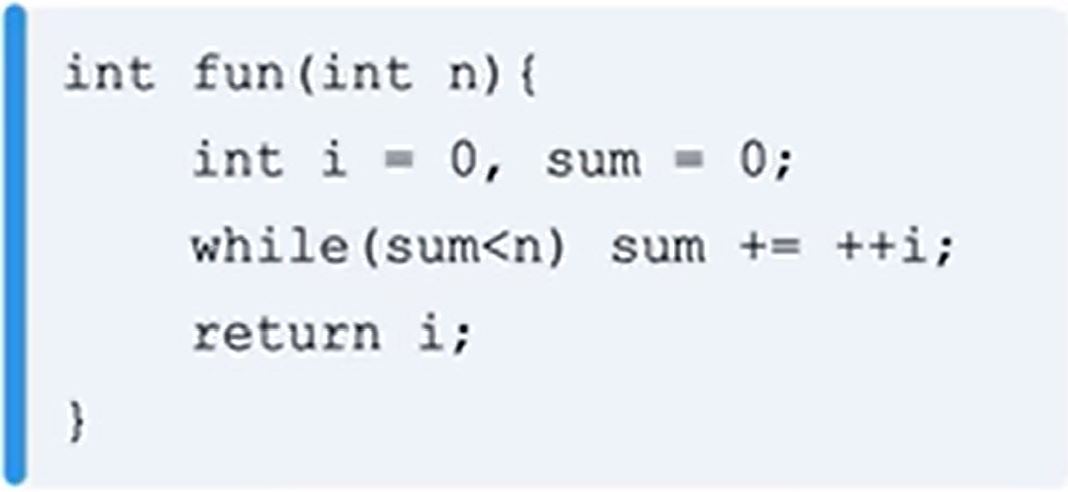 int fun(int n){
    int i = 0, sum = 0;
    while(sum<n) sum += ++i;
    return i;
}